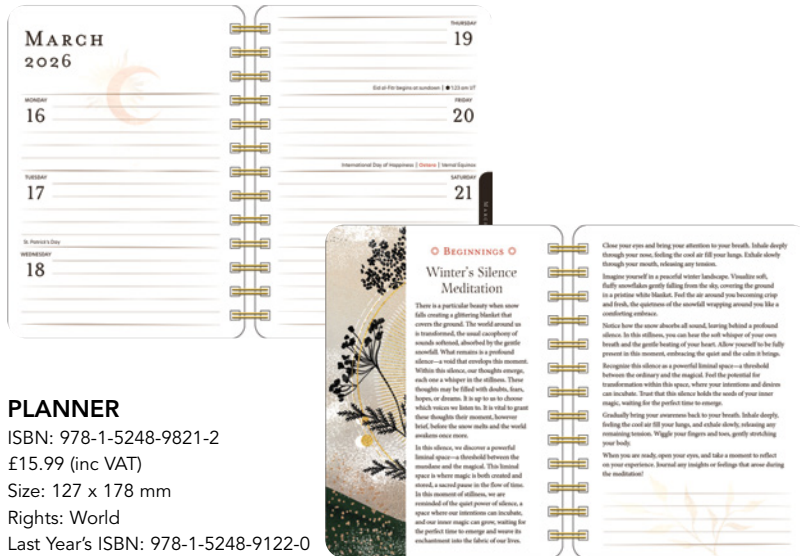 MARCH
2026
MONDAY
16
TUESDAY
17
St. Patrick's Day
WEDNESDAY
18
THURSDAY
19
Eid al-Fitr begins at sundown | 1:23 am UT
FRIDAY
20
International Day of Happiness | Ostara | Vernal Equinox
SATURDAY
21
MARCH
BEGINNINGS
Winter's Silence
Meditation
There is a particular beauty when snow
falls creating a glittering blanket that
covers the ground. The world around us
is transformed, the usual cacophony of
sounds softened, absorbed by the gentle
snowfall. What remains is a profound
silence—a void that envelops this moment.
Within this silence, our thoughts emerge,
each one a whisper in the stillness. These
thoughts may be filled with doubts, fears,
hopes, or dreams. It is up to us to choose
which voices we listen to. It is vital to grant
these thoughts their moment, however
brief, before the snow melts and the world
awakens once more.
In this silence, we discover a powerful
liminal space—a threshold between the
mundane and the magical. This liminal
space is where magic is both created and
stored, a sacred pause in the flow of time.
In this moment of stillness, we are
reminded of the quiet power of silence, a
space where our intentions can incubate,
and our inner magic can grow, waiting for
the perfect time to emerge and weave its
enchantment into the fabric of our lives.
Close your eyes and bring your attention to your breath. Inhale deeply
through your nose, feeling the cool air fill your lungs. Exhale slowly
through your mouth, releasing any tension.
Imagine yourself in a peaceful winter landscape. Visualize soft,
fluffy snowflakes gently falling from the sky, covering the ground
in a pristine white blanket. Feel the air around you becoming crisp
and fresh, the quietness of the snowfall wrapping around you like a
comforting embrace.
Notice how the snow absorbs all sound, leaving behind a profound
silence. In this stillness, you can hear the soft whisper of your own
breath and the gentle beating of your heart. Allow yourself to be fully
present in this moment, embracing the quiet and the calm it brings.
Recognize this silence as a powerful liminal space—a threshold
between the ordinary and the magical. Feel the potential for
transformation within this space, where your intentions and desires
can incubate. Trust that this silence holds the seeds of your inner
magic, waiting for the perfect time to emerge.
Gradually bring your awareness back to your breath. Inhale deeply,
feeling the cool air fill your lungs, and exhale slowly, releasing any
remaining tension. Wiggle your fingers and toes, gently stretching
your body.
When you are ready, open your eyes, and take a moment to reflect
on your experience. Journal any insights or feelings that arose during
the meditation!
PLANNER
ISBN: 978-1-5248-9821-2
£15.99 (inc VAT)
Size: 127 x 178 mm
Rights: World
Last Year's ISBN: 978-1-5248-9122-0